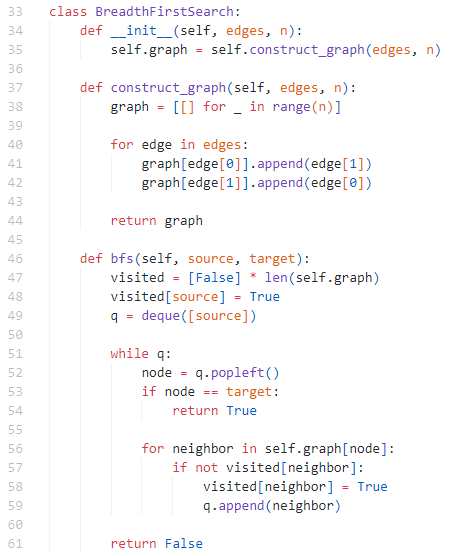 33 class BreadthFirstSearch:
34     def __init__(self, edges, n):
35         self.graph = self.construct_graph(edges, n)
36
37     def construct_graph(self, edges, n):
38         graph = [[] for _ in range(n)]
39
40         for edge in edges:
41             graph[edge[0]].append(edge[1])
42             graph[edge[1]].append(edge[0])
43
44         return graph
45
46     def bfs(self, source, target):
47         visited = [False] * len(self.graph)
48         visited[source] = True
49         q = deque([source])
50
51         while q:
52             node = q.popleft()
53             if node == target:
54                 return True
55
56             for neighbor in self.graph[node]:
57                 if not visited[neighbor]:
58                     visited[neighbor] = True
59                     q.append(neighbor)
60
61         return False